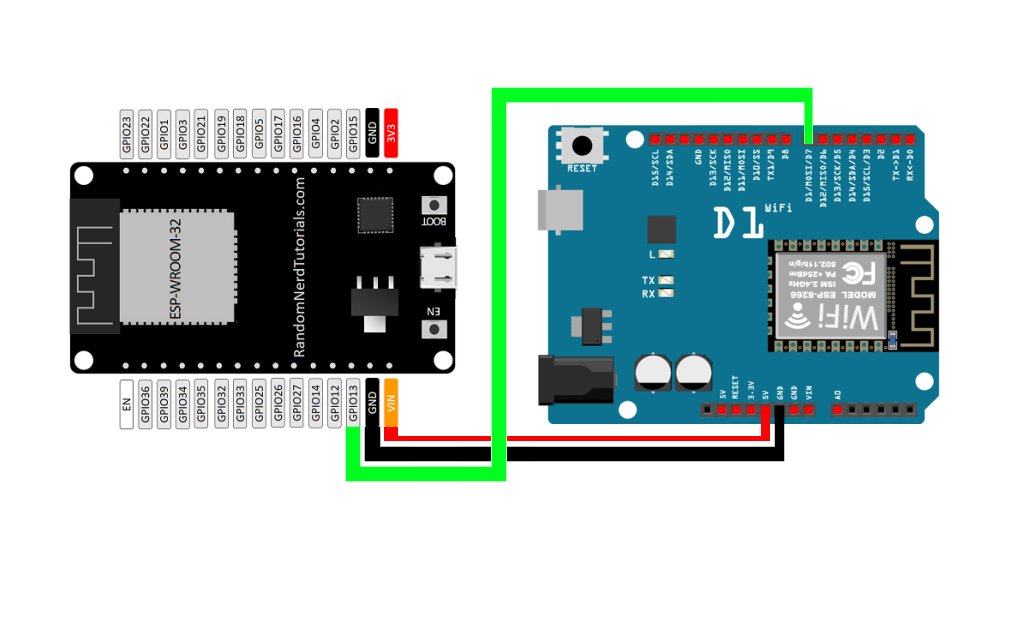 GPIO23
GPIO22
GPIO1
GPIO3
GPIO21
GPIO19
GPIO18
GPIO5
GPIO17
GPIO16
GPIO4
GPIO2
GPIO15
GND
3V3
ESP-WROOM-32
RandomNerdTutorials.com
BOOT
EN
EN
GPIO36
GPIO39
GPIO34
GPIO35
GPIO32
GPIO33
GPIO25
GPIO26
GPIO27
GPIO14
GPIO12
GPIO13
GND
VIN
RESET
D15/SCL
D14/SDA
GND
D13/SCK
D12/MISO
D11/MOSI
D10/SS
TX1/D9
D8
D1/MOSI/D7
D12/MISO/D6
D13/SCK/D5
D14/SDA/D4
D15/SCL/D3
D2
TX->D1
RX<-D0
D1 WiFi
L
TX
RX
WiFi
MODEL ESP-8266
ISM 2.4GHz
PA +25dBm
802.11b/g/n
FC
5V
RESET
3.3V
5V
GND
GND
VIN
A0